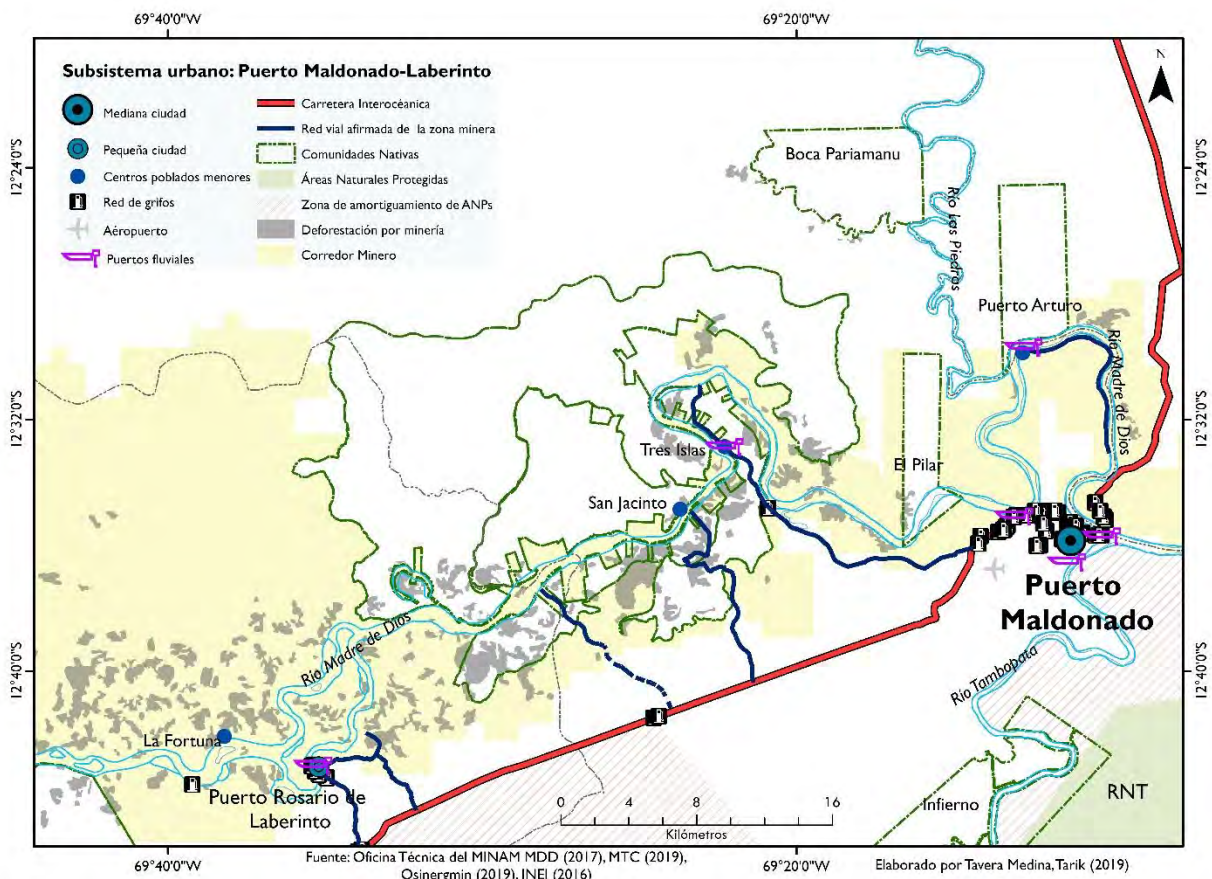 69°40'0"W
69°20'0"W
Subsistema urbano: Puerto Maldonado-Laberinto
Mediana ciudad
Pequeña ciudad
Centros poblados menores
Red de grifos
Aéropuerto
Puertos fluviales
Carretera Interocéanica
Red vial afirmada de la zona minera
Comunidades Nativas
Áreas Naturales Protegidas
Zona de amortiguamiento de ANPs
Deforestación por minería
Corredor Minero
N
12°24'0"S
12°24'0"S
Boca Pariamanu
Río Las Piedras
Puerto Arturo
Río Madre de Dios
12°32'0"S
12°32'0"S
Tres Islas
El Pilar
San Jacinto
Puerto
Maldonado
Río Madre de Dios
Río Tambopata
12°40'0"S
12°40'0"S
La Fortuna
Puerto Rosario de
Laberinto
Infierno
RNT
0 4 8 16
Kilómetros
69°40'0"W
69°20'0"W
Fuente: Oficina Técnica del MINAM MDD (2017), MTC (2019),
Osinergmin (2019), INEI (2016)
Elaborado por Tavera Medina, Tarik (2019)